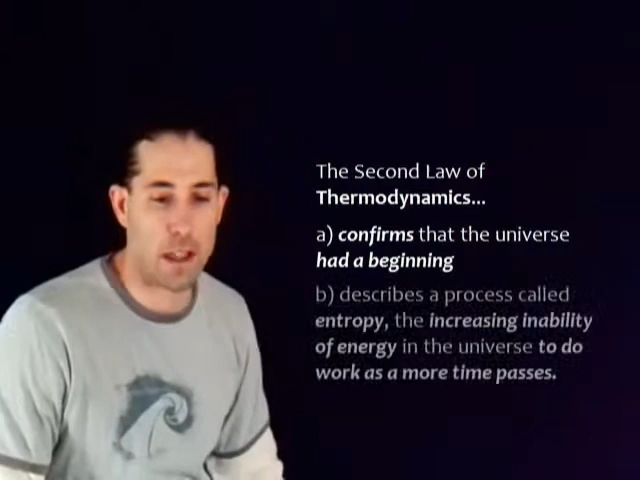 The Second Law of
Thermodynamics...
a) confirms that the universe
had a beginning
b) describes a process called
entropy, the increasing inability
of energy in the universe to do
work as a more time passes.